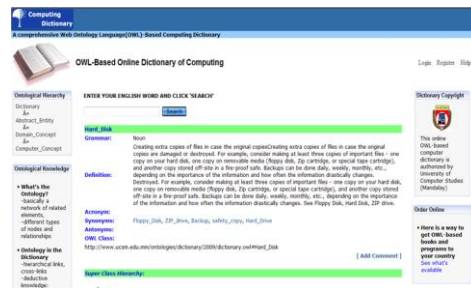 Computing
Dictionary
A comprehensive Web Ontology Language(OWL)-Based Computing Dictionary
OWL-Based Online Dictionary of Computing
Login Register Help
Ontological Hierarchy
Dictionary
Abstract_Entity
Domain_Concept
Computer_Concept
Ontological Knowledge
• What's the
Ontology?
-basically a
network of related
elements,
-different types
of nodes and
relationships
• Ontology in the
Dictionary
-hierarchical links,
cross-links
-deductive
knowledge:
ENTER YOUR ENGLISH WORD AND CLICK 'SEARCH'
Search
Hard_Disk
Grammar: Noun
Definition:
Creating extra copies of files in case the original copiesCreating extra copies of files in case the original
copies are damaged or destroyed. For example, consider making at least three copies of important files - one
copy on your hard disk, one copy on removable media (floppy disk, Zip cartridge, or special tape cartridge),
and another copy stored off-site in a fire-proof safe. Backups can be done daily, weekly, monthly, etc.,
depending on the importance of the information and how often the information drastically changes.
Destroyed. For example, consider making at least three copies of important files - one copy on your hard disk,
one copy on removable media (floppy disk, Zip cartridge, or special tape cartridge), and another copy stored
off-site in a fire-proof safe. Backups can be done daily, weekly, monthly, etc., depending on the importance
of the information and how often the information drastically changes. See Floppy Disk, Hard Disk, ZIP drive.
Acronym:
Synonyms: Floppy_Disk, ZIP_drive, Backup, safety_copy, Hard_Drive
Antonyms:
OWL Class:
http://www.ucsm.edu.mm/ontologies/dictionary/2009/dictionary.owl#Hard_Disk
[ Add Comment ]
Super Class Hierarchy:
Dictionary Copyright
This online
OWL-based
computer
dictionary is
authorized by
University of
Computer Studies
(Mandalay)
Order Online
• Here is a way to
get OWL-based
books and
programs to
your country
See what's
available